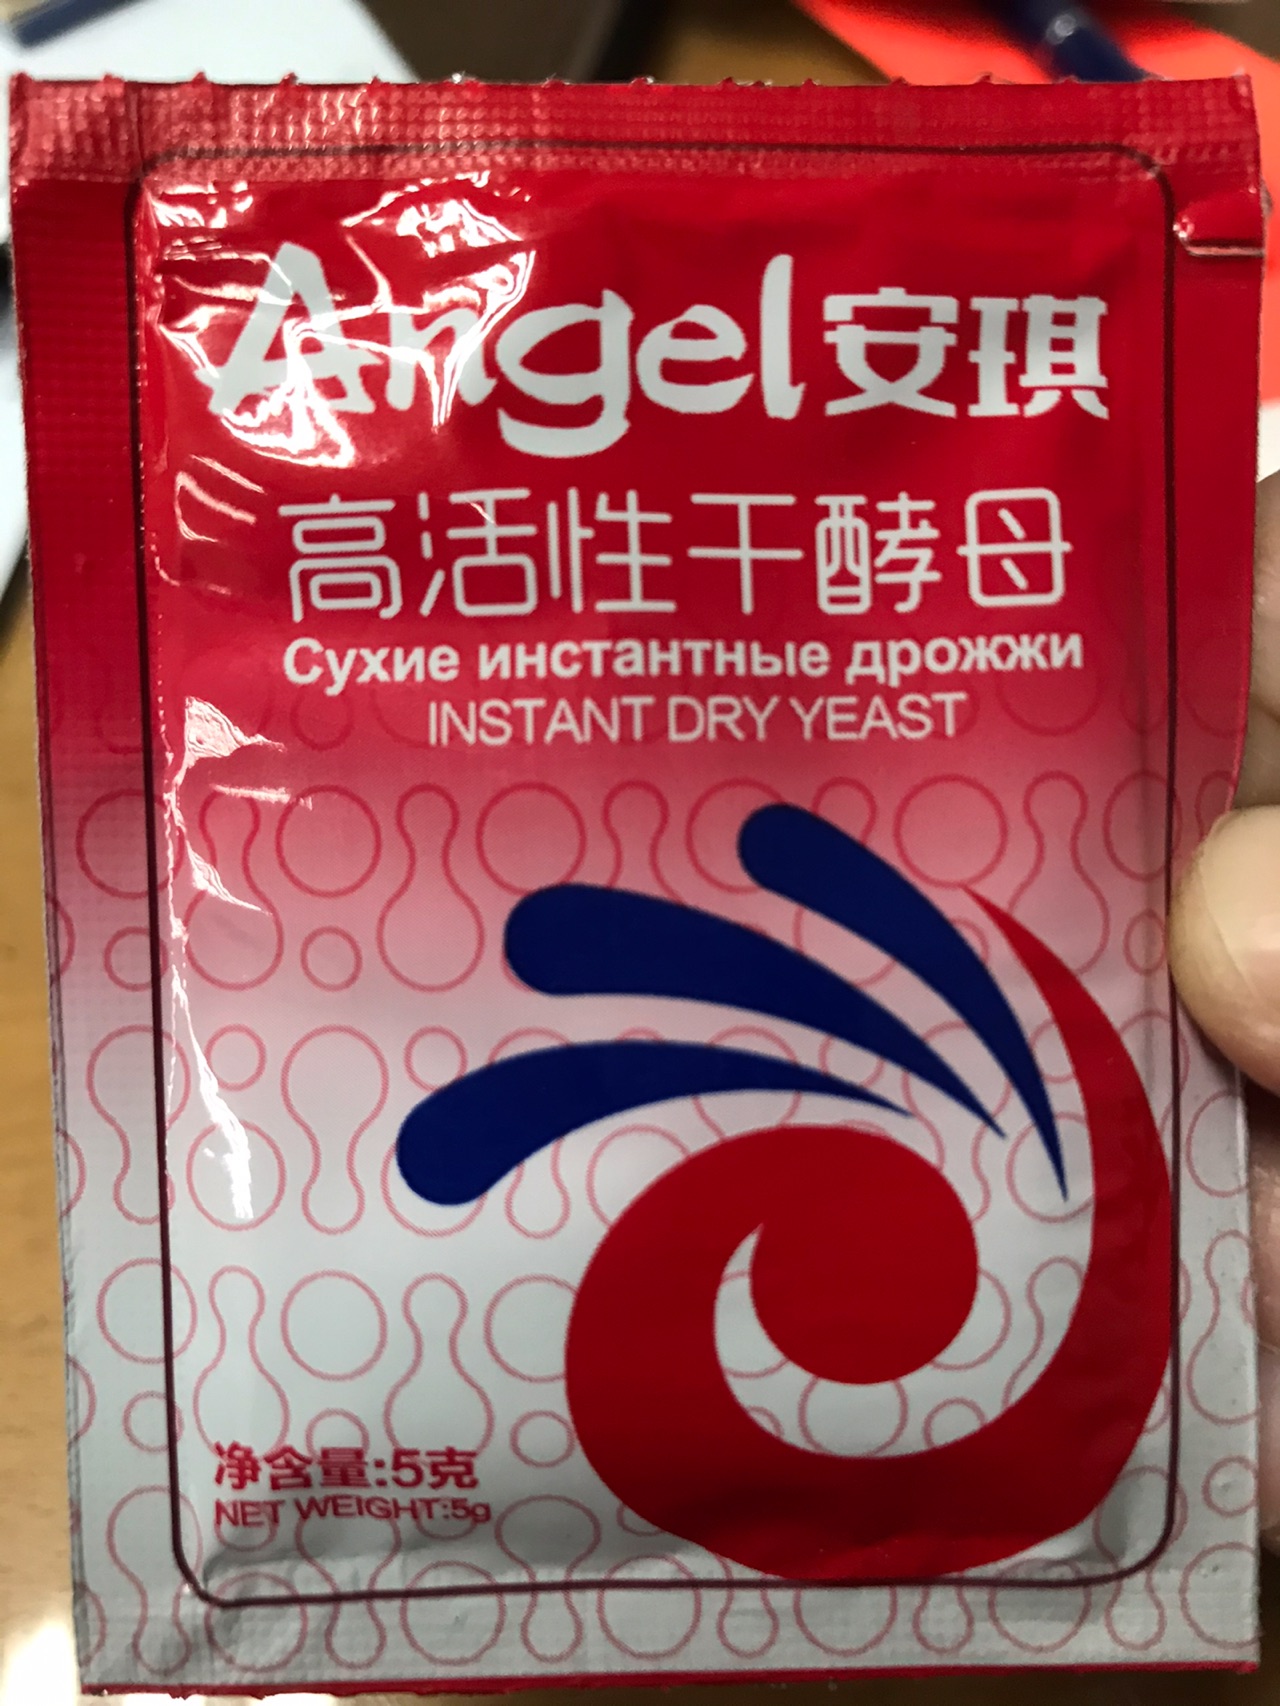 Angel安琪
高活性干酵母
Сухие инстантные дрожжи
INSTANT DRY YEAST
净含量:5克
NET WEIGHT:5g